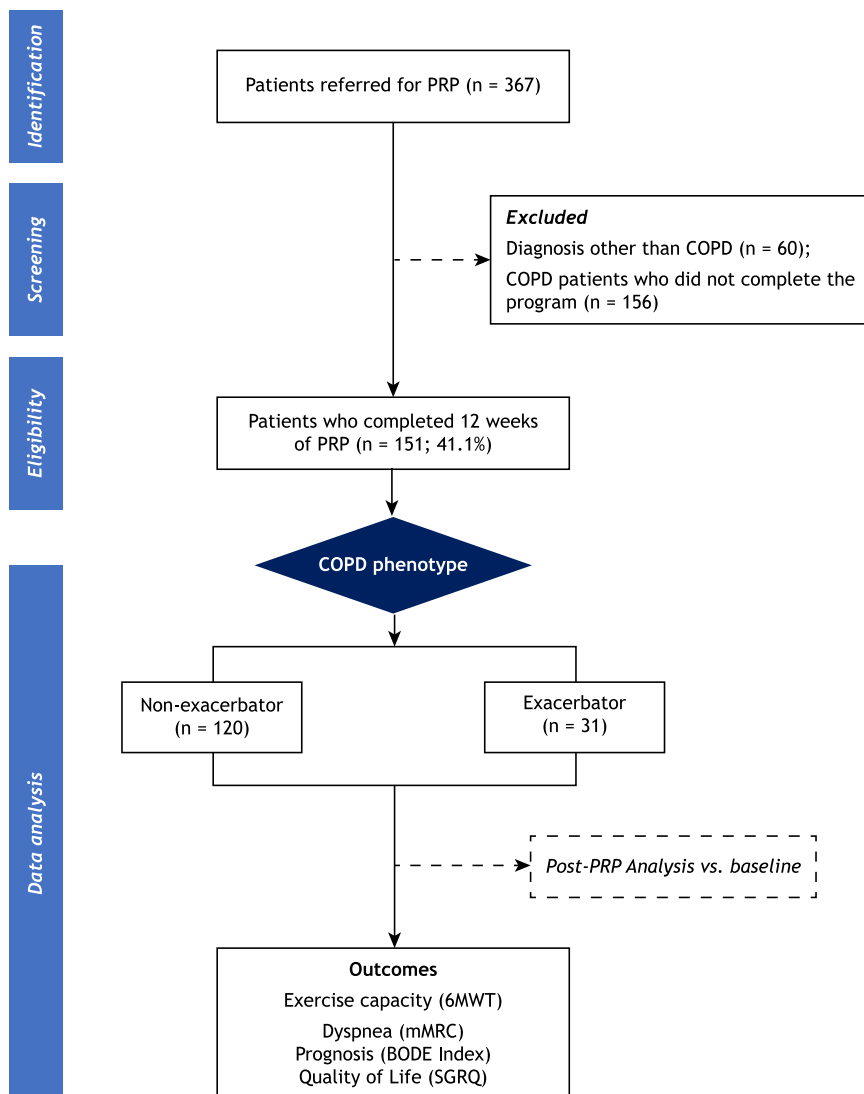 Identification
Patients referred for PRP (n = 367)
Screening
Excluded
Diagnosis other than COPD (n = 60);
COPD patients who did not complete the
program (n = 156)
Eligibility
Patients who completed 12 weeks
of PRP (n = 151; 41.1%)
COPD phenotype
Data analysis
Non-exacerbator
(n = 120)
Exacerbator
(n = 31)
Post-PRP Analysis vs. baseline
Outcomes
Exercise capacity (6MWT)
Dyspnea (mMRC)
Prognosis (BODE Index)
Quality of Life (SGRQ)